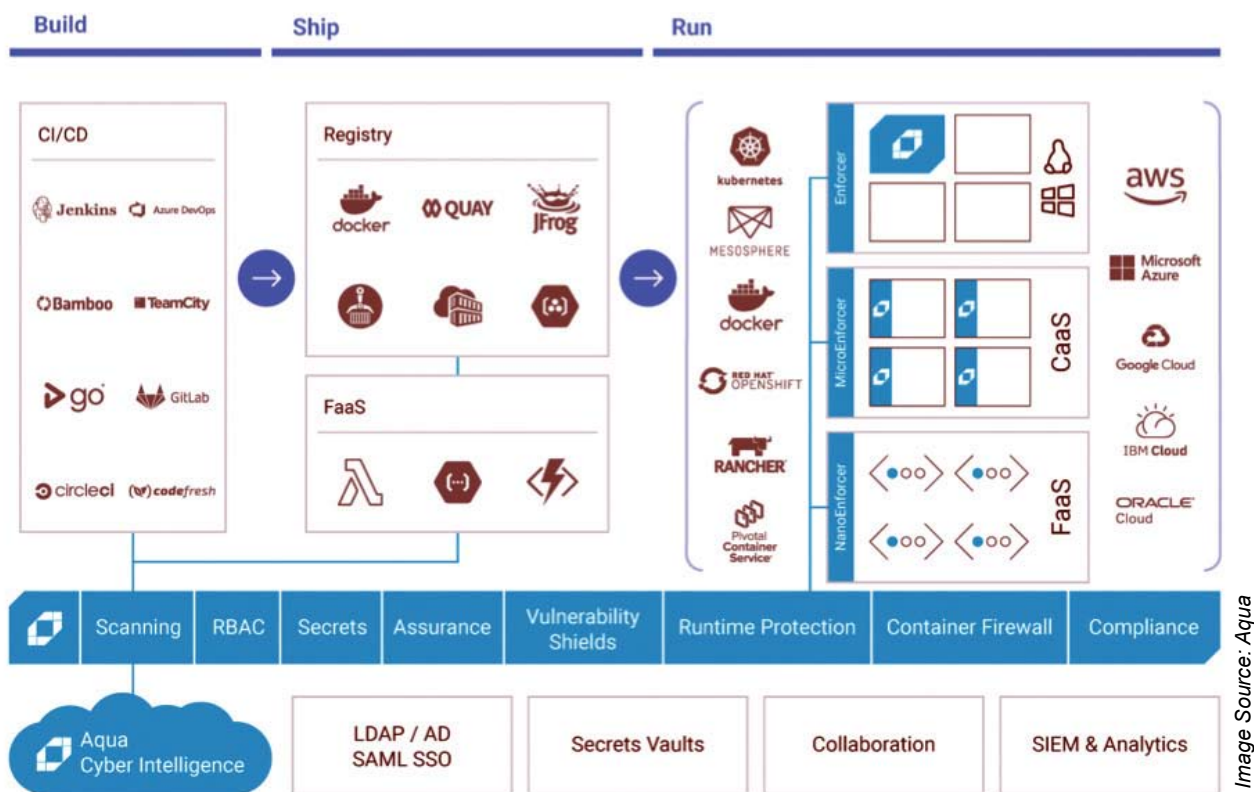 Build
Ship
Run
CI/CD
Jenkins
Azure DevOps
Bamboo
TeamCity
go
GitLab
circleci
codefresh
Registry
docker
QUAY
JFrog
FaaS
kubernetes
MESOSPHERE
docker
RED HAT
OPENSHIFT
RANCHER
Pivotal
Container
Service
Enforcer
MicroEnforcer
CaaS
NanoEnforcer
FaaS
aws
Microsoft
Azure
Google Cloud
IBM Cloud
ORACLE
Cloud
Scanning
RBAC
Secrets
Assurance
Vulnerability
Shields
Runtime Protection
Container Firewall
Compliance
Aqua
Cyber Intelligence
LDAP / AD
SAML SSO
Secrets Vaults
Collaboration
SIEM & Analytics
Image Source: Aqua